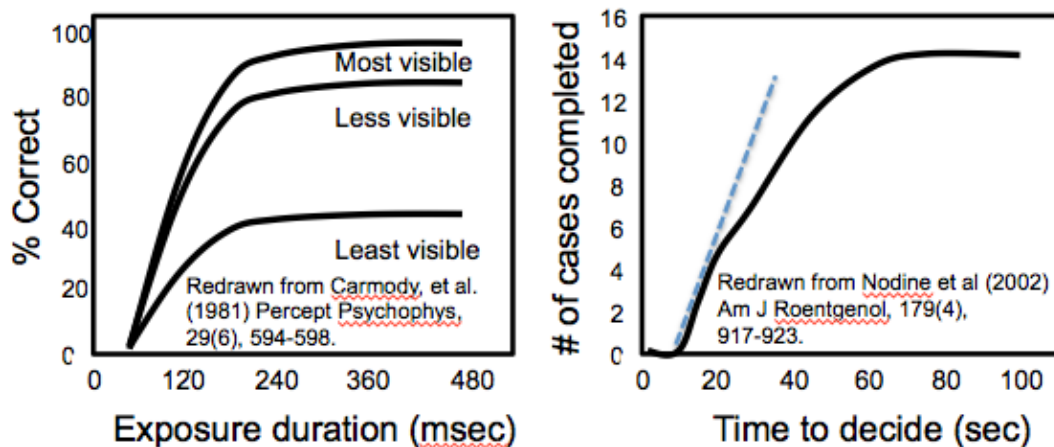 % Correct
100
80
60
40
20
0
Most visible
Less visible
Least visible
Redrawn from Carmody, et al.
(1981) Percept Psychophys,
29(6), 594-598.
0 120 240 360 480
Exposure duration (msec)
# of cases completed
16
14
12
10
8
6
4
2
0
Redrawn from Nodine et al (2002)
Am J Roentgenol, 179(4),
917-923.
0 20 40 60 80 100
Time to decide (sec)